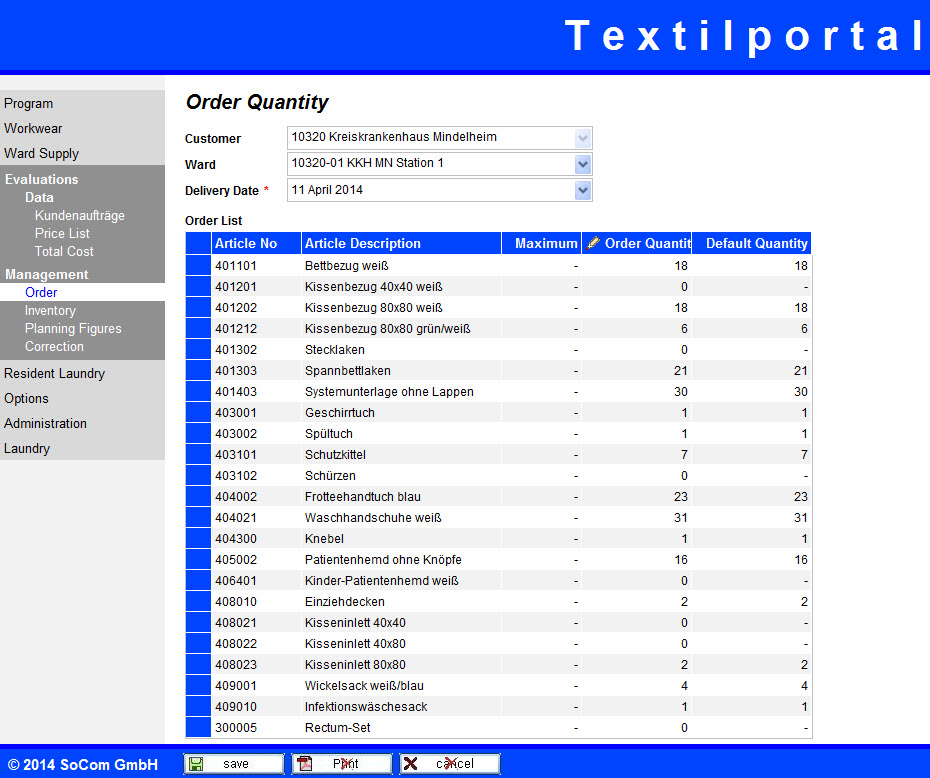 Textilportal
Program
Workwear
Ward Supply
Evaluations
Data
Kundenaufträge
Price List
Total Cost
Management
Order
Inventory
Planning Figures
Correction
Resident Laundry
Options
Administration
Laundry
Order Quantity
Customer 10320 Kreiskrankenhaus Mindelheim
Ward 10320-01 KKH MN Station 1
Delivery Date * 11 April 2014
Order List
Article No Article Description Maximum Order Quantit Default Quantity
401101 Bettbezug weiß - 18 18
401201 Kissenbezug 40x40 weiß - 0 -
401202 Kissenbezug 80x80 weiß - 18 18
401212 Kissenbezug 80x80 grün/weiß - 6 6
401302 Stecklaken - 0 -
401303 Spannbettlaken - 21 21
401403 Systemunterlage ohne Lappen - 30 30
403001 Geschirrtuch - 1 1
403002 Spültuch - 1 1
403101 Schutzkittel - 7 7
403102 Schürzen - 0 -
404002 Frotteehandtuch blau - 23 23
404021 Waschhandschuhe weiß - 31 31
404300 Knebel - 1 1
405002 Patientenhemd ohne Knöpfe - 16 16
406401 Kinder-Patientenhemd weiß - 0 -
408010 Einziehdecken - 2 2
408021 Kisseninlett 40x40 - 0 -
408022 Kisseninlett 40x80 - 0 -
408023 Kisseninlett 80x80 - 2 2
409001 Wickelsack weiß/blau - 4 4
409010 Infektionswäschesack - 1 1
300005 Rectum-Set - 0 -
© 2014 SoCom GmbH save Print cancel